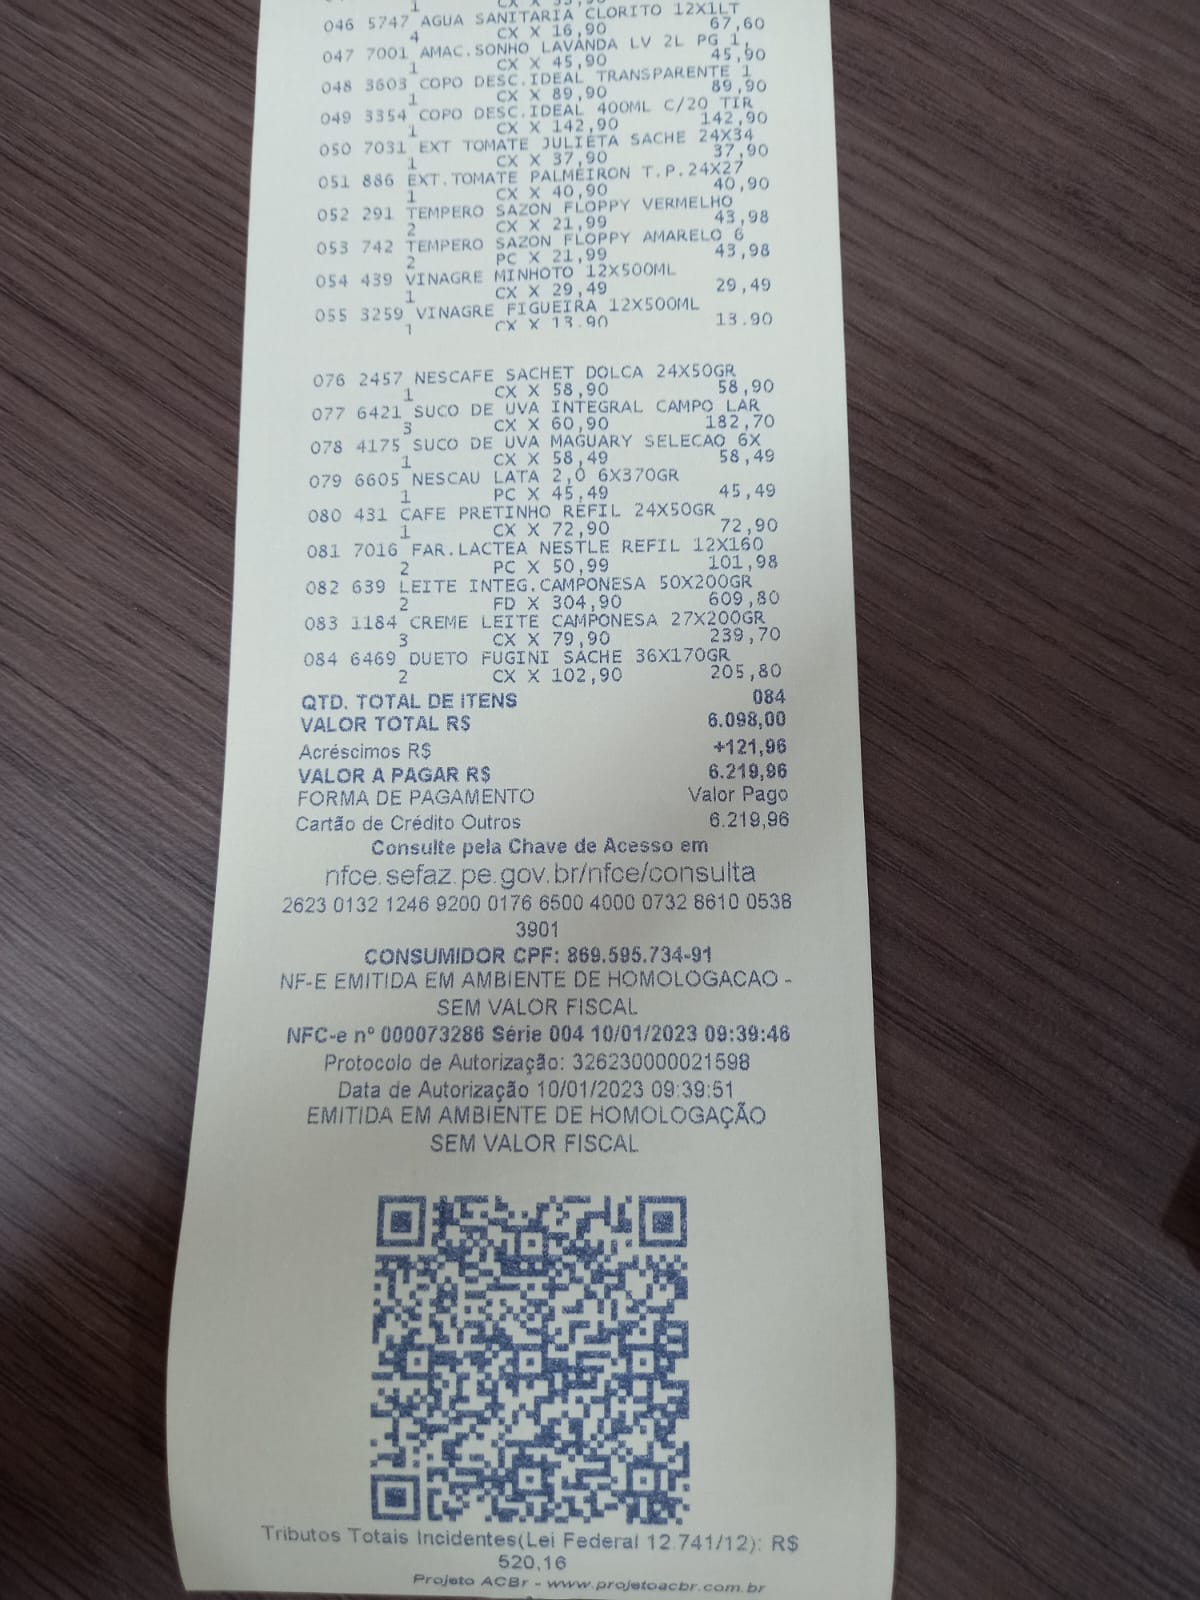 1 CX X
046 5747 AGUA SANITARIA CLORITO 12X1LT
4 CX X 16,90 67,60
047 7001 AMAC.SONHO LAVANDA LV 2L PG 1,
1 CX X 45,90 45,90
048 3603 COPO DESC.IDEAL TRANSPARENTE 1
1 CX X 89,90 89,90
049 3354 COPO DESC.IDEAL 400ML C/20 TIR
1 CX X 142,90 142,90
050 7031 EXT TOMATE JULIETA SACHE 24X34
1 CX X 37,90 37,90
051 886 EXT.TOMATE PALMEIRON T.P.24X27
1 CX X 40,90 40,90
052 291 TEMPERO SAZON FLOPPY VERMELHO
2 CX X 21,99 43,98
053 742 TEMPERO SAZON FLOPPY AMARELO 6
2 PC X 21,99 43,98
054 439 VINAGRE MINHOTO 12X500ML
1 CX X 29,49 29,49
055 3259 VINAGRE FIGUEIRA 12X500ML
1 CX X 13,90 13,90
076 2457 NESCAFE SACHET DOLCA 24X50GR
1 CX X 58,90 58,90
077 6421 SUCO DE UVA INTEGRAL CAMPO LAR
3 CX X 60,90 182,70
078 4175 SUCO DE UVA MAGUARY SELECAO 6X
1 CX X 58,49 58,49
079 6605 NESCAU LATA 2,0 6X370GR
1 PC X 45,49 45,49
080 431 CAFE PRETINHO REFIL 24X50GR
1 CX X 72,90 72,90
081 7016 FAR.LACTEA NESTLE REFIL 12X160
2 PC X 50,99 101,98
082 639 LEITE INTEG.CAMPONESA 50X200GR
2 FD X 304,90 609,80
083 1184 CREME LEITE CAMPONESA 27X200GR
3 CX X 79,90 239,70
084 6469 DUETO FUGINI SACHE 36X170GR
2 CX X 102,90 205,80
QTD. TOTAL DE ITENS 084
VALOR TOTAL R$ 6.098,00
Acréscimos R$ +121,96
VALOR A PAGAR R$ 6.219,96
FORMA DE PAGAMENTO Valor Pago
Cartão de Crédito Outros 6.219,96
Consulte pela Chave de Acesso em
nfce.sefaz.pe.gov.br/nfce/consulta
2623 0132 1246 9200 0176 6500 4000 0732 8610 0538
3901
CONSUMIDOR CPF: 869.595.734-91
NF-E EMITIDA EM AMBIENTE DE HOMOLOGACAO -
SEM VALOR FISCAL
NFC-e nº 000073286 Série 004 10/01/2023 09:39:46
Protocolo de Autorização: 326230000021598
Data de Autorização 10/01/2023 09:39:51
EMITIDA EM AMBIENTE DE HOMOLOGAÇÃO
SEM VALOR FISCAL
Tributos Totais Incidentes(Lei Federal 12.741/12): R$
520,16
Projeto ACBr - www.projetoacbr.com.br